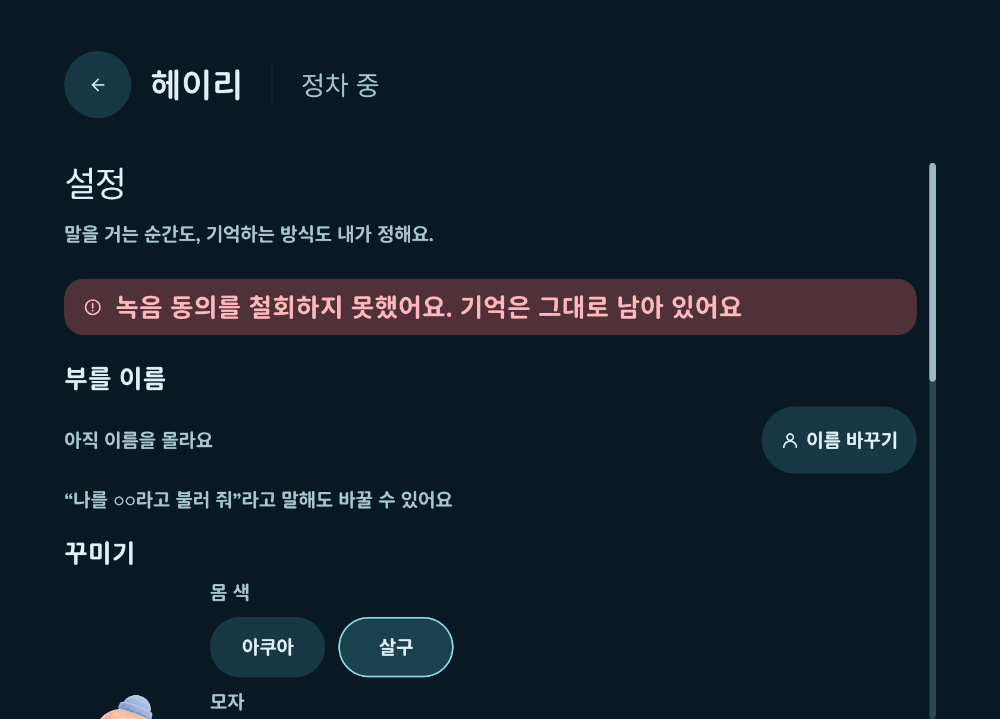 헤이리
정차 중
설정
말을 거는 순간도, 기억하는 방식도 내가 정해요.
녹음 동의를 철회하지 못했어요. 기억은 그대로 남아 있어요
부를 이름
아직 이름을 몰라요
이름 바꾸기
“나를 ○○라고 불러 줘”라고 말해도 바꿀 수 있어요
꾸미기
몸 색
아쿠아
살구
모자